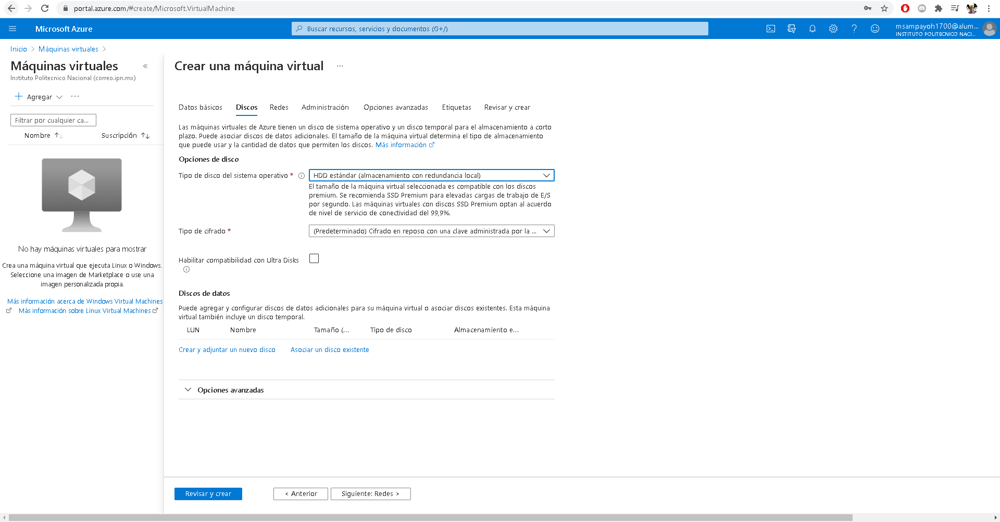 portal.azure.com/#create/Microsoft.VirtualMachine
Microsoft Azure
Buscar recursos, servicios y documentos (G+/)
msampayoh1700@alum...
INSTITUTO POLITECNICO NACI...
Inicio > Máquinas virtuales >
Máquinas virtuales «
Instituto Politecnico Nacional (correo.ipn.mx)
+ Agregar ...
Filtrar por cualquier ca...
Nombre ↑↓ Suscripción ↑↓
No hay máquinas virtuales para mostrar
Crea una máquina virtual que ejecuta Linux o Windows.
Seleccione una imagen de Marketplace o use una
imagen personalizada propia.
Más información acerca de Windows Virtual Machines
Más información sobre Linux Virtual Machines
Crear una máquina virtual ...
Datos básicos Discos Redes Administración Opciones avanzadas Etiquetas Revisar y crear
Las máquinas virtuales de Azure tienen un disco de sistema operativo y un disco temporal para el almacenamiento a corto
plazo. Puede asociar discos de datos adicionales. El tamaño de la máquina virtual determina el tipo de almacenamiento
que puede usar y la cantidad de datos que permiten los discos. Más información
Opciones de disco
Tipo de disco del sistema operativo * HDD estándar (almacenamiento con redundancia local)
El tamaño de la máquina virtual seleccionada es compatible con los discos
premium. Se recomienda SSD Premium para elevadas cargas de trabajo de E/S
por segundo. Las máquinas virtuales con discos SSD Premium optan al acuerdo
de nivel de servicio de conectividad del 99,9%.
Tipo de cifrado * (Predeterminado) Cifrado en reposo con una clave administrada por la ...
Habilitar compatibilidad con Ultra Disks
Discos de datos
Puede agregar y configurar discos de datos adicionales para su máquina virtual o asociar discos existentes. Esta máquina
virtual también incluye un disco temporal.
LUN Nombre Tamaño (... Tipo de disco Almacenamiento e...
Crear y adjuntar un nuevo disco Asociar un disco existente
Opciones avanzadas
Revisar y crear < Anterior Siguiente: Redes >